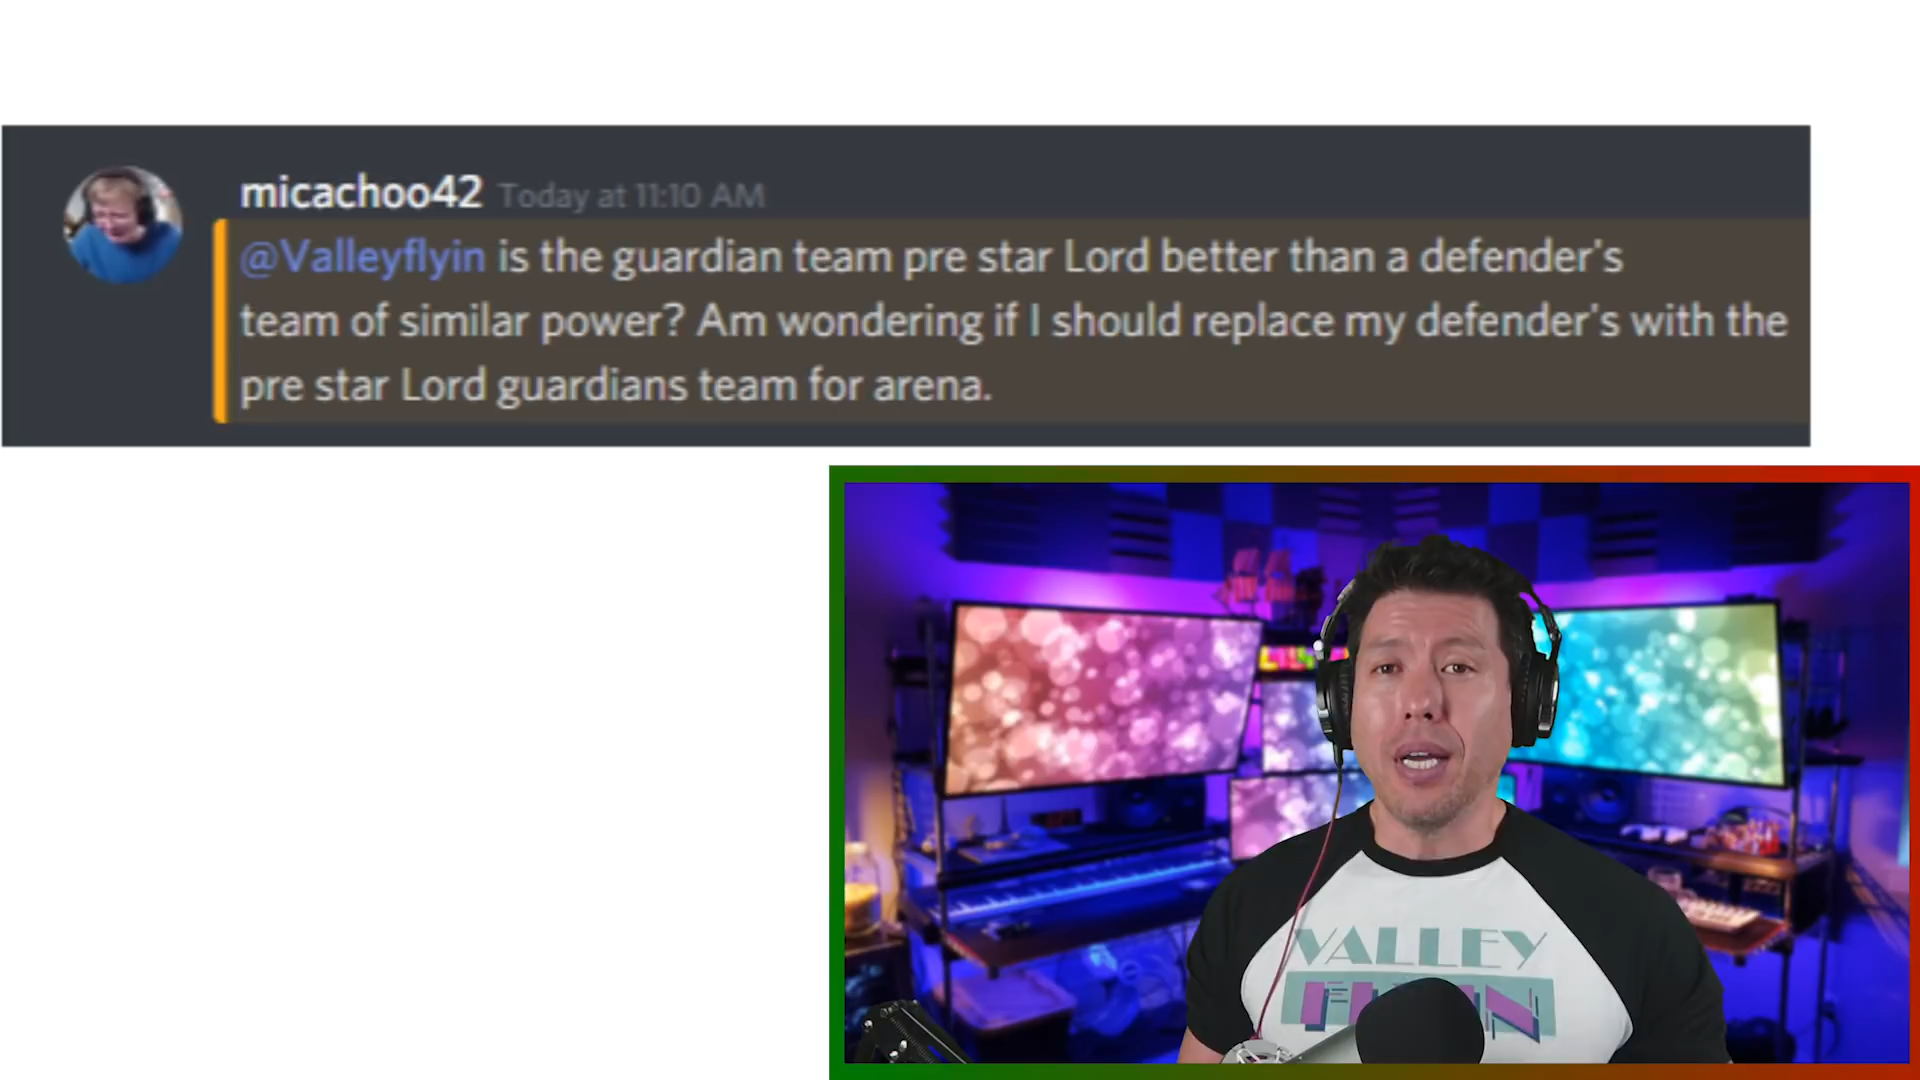 micachoo42 Today at 11:10 AM
@Valleyflyin is the guardian team pre star Lord better than a defender's
team of similar power? Am wondering if I should replace my defender's with the
pre star Lord guardians team for arena.
VALLEY